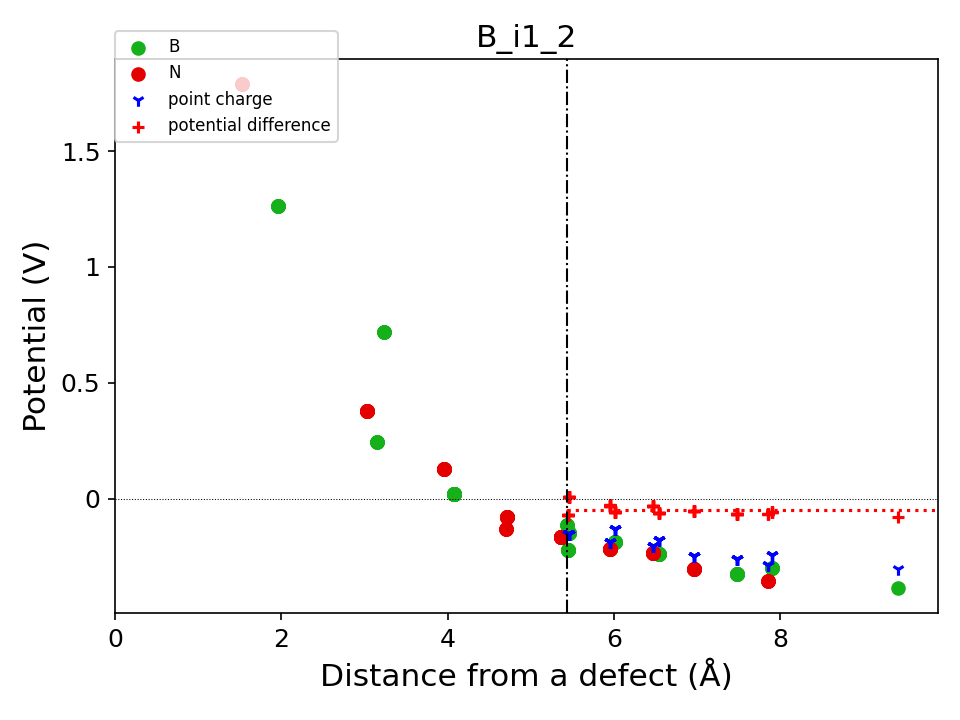 B_i1_2
B
N
point charge
potential difference
1.5
1
0.5
0
Potential (V)
0 2 4 6 8
Distance from a defect (Å)